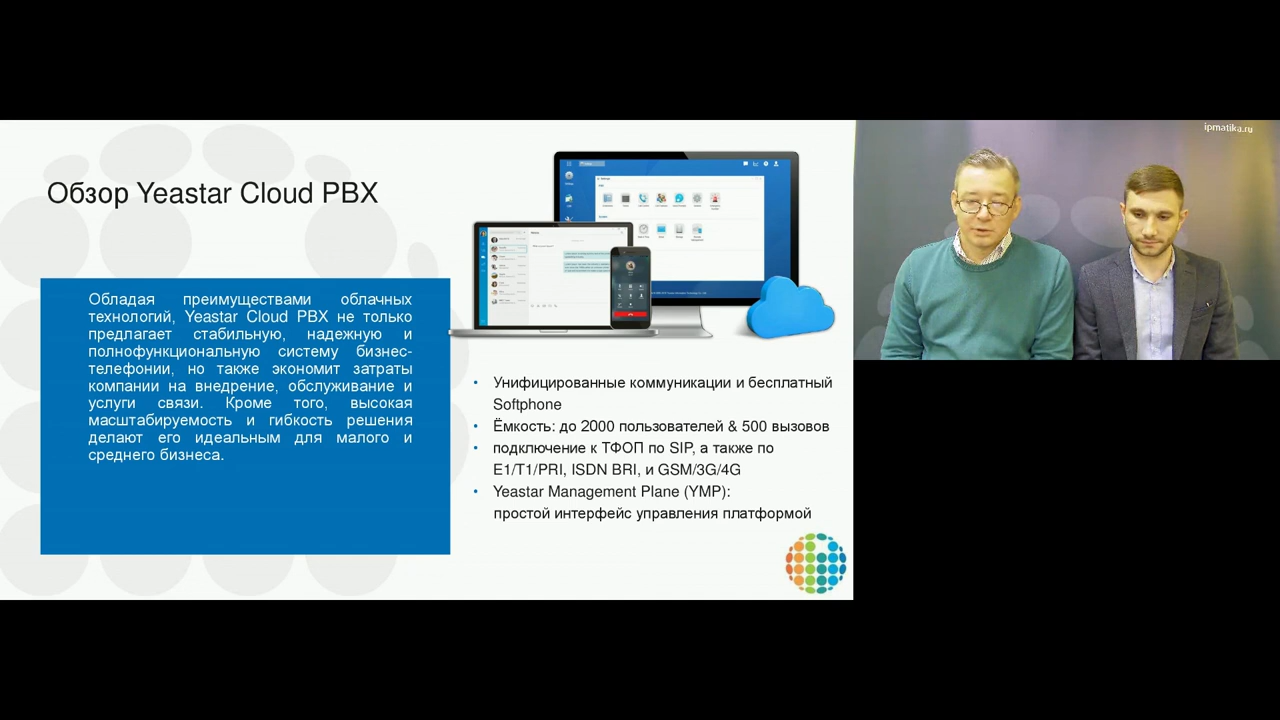 Обзор Yeastar Cloud PBX
Обладая преимуществами облачных
технологий, Yeastar Cloud PBX не только
предлагает стабильную, надежную и
полнофункциональную систему бизнес-
телефонии, но также экономит затраты
компании на внедрение, обслуживание и
услуги связи. Кроме того, высокая
масштабируемость и гибкость решения
делают его идеальным для малого и
среднего бизнеса.
• Унифицированные коммуникации и бесплатный
Softphone
• Ёмкость: до 2000 пользователей & 500 вызовов
• подключение к ТФОП по SIP, а также по
E1/T1/PRI, ISDN BRI, и GSM/3G/4G
• Yeastar Management Plane (YMP):
простой интерфейс управления платформой
ipmatika.ru